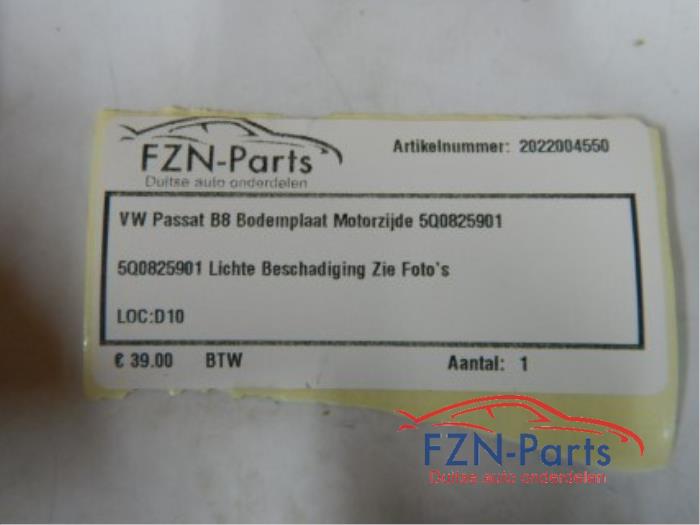 FZN-Parts
Duitse auto onderdelen
Artikelnummer: 2022004550
VW Passat B8 Bodemplaat Motorzijde 5Q0825901
5Q0825901 Lichte Beschadiging Zie Foto's
LOC:D10
€ 39.00 BTW Aantal: 1
FZN-Parts
Duitse auto onderdelen